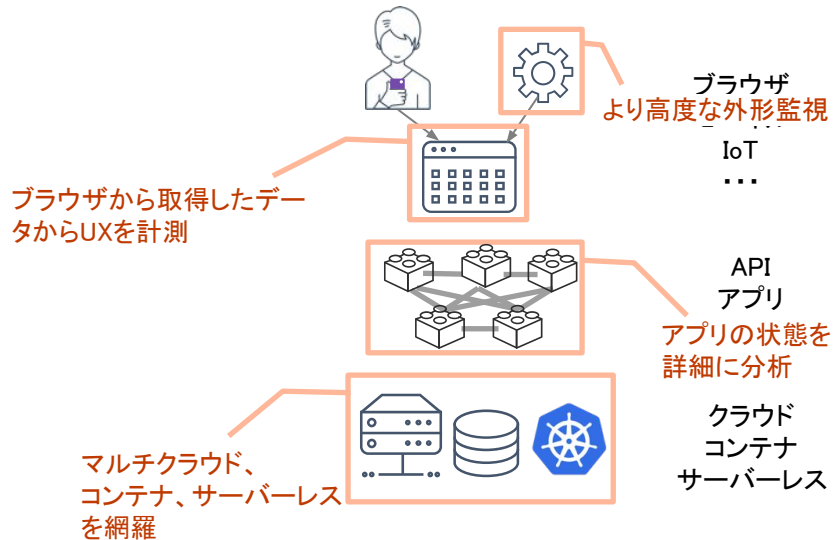 ブラウザ
より高度な外形監視
IoT
・・・
ブラウザから取得したデー
タからUXを計測
API
アプリ
アプリの状態を
詳細に分析
クラウド
コンテナ
サーバーレス
マルチクラウド、
コンテナ、サーバーレス
を網羅